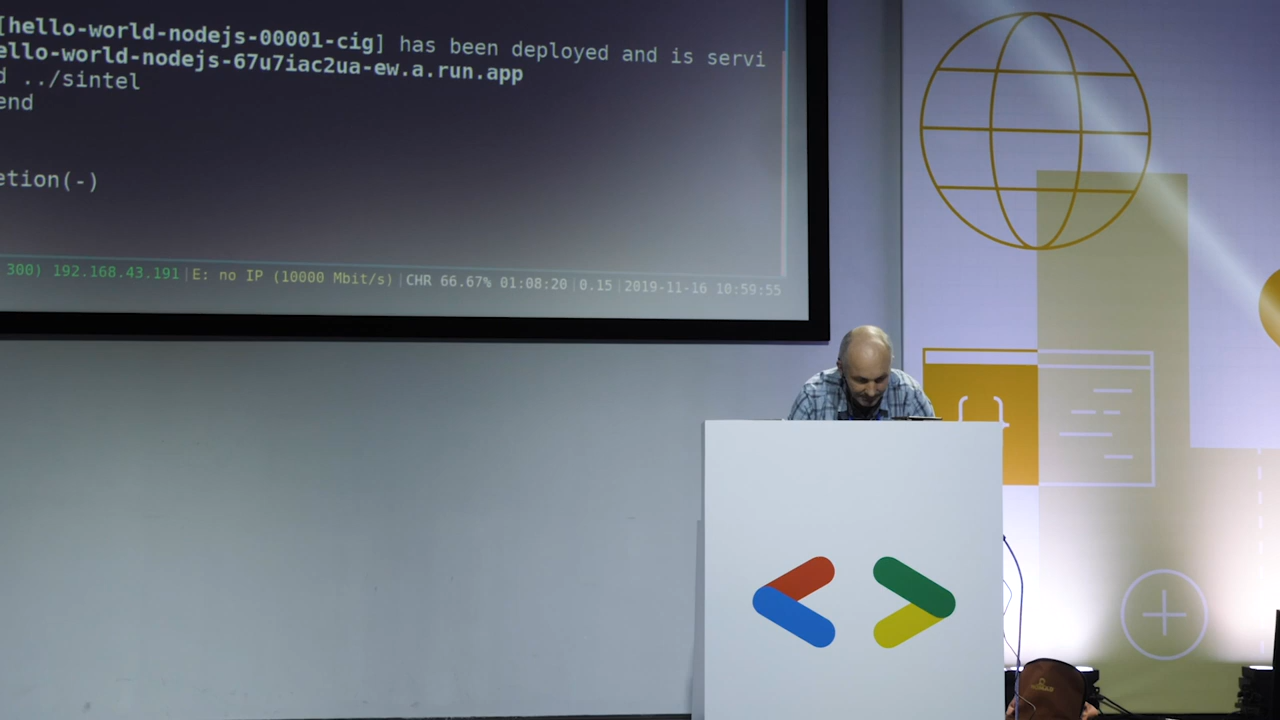 [hello-world-nodejs-00001-cig] has been deployed and is servi
ello-world-nodejs-67u7iac2ua-ew.a.run.app
d ../sintel
end
etion(-)
300) 192.168.43.191|E: no IP (10000 Mbit/s)|CHR 66.67% 01:08:20|0.15|2019-11-16 10:59:55
{ }